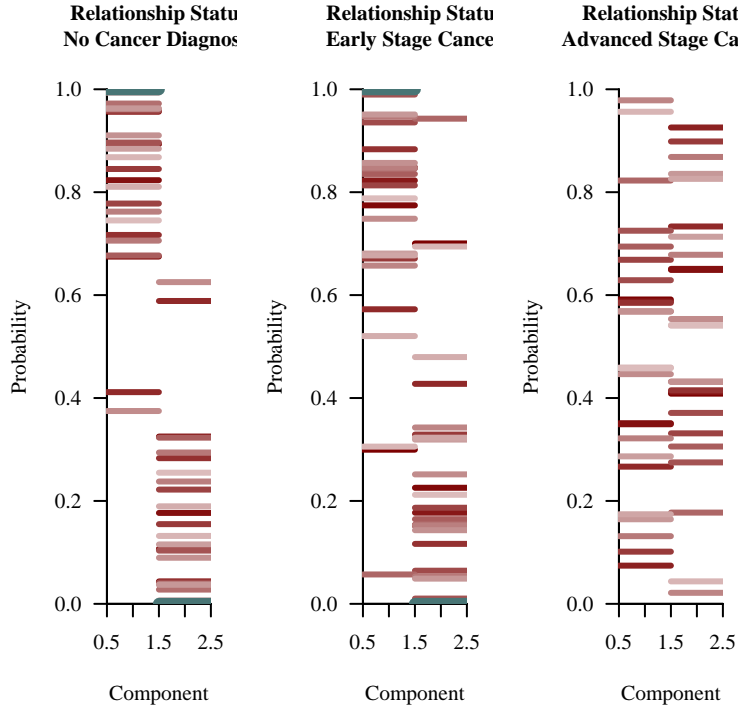 Relationship Statu
No Cancer Diagnos
Relationship Statu
Early Stage Cance
Relationship Stat
Advanced Stage Ca
Probability
1.0
0.8
0.6
0.4
0.2
0.0
0.5 1.5 2.5
Component
Probability
1.0
0.8
0.6
0.4
0.2
0.0
0.5 1.5 2.5
Component
Probability
1.0
0.8
0.6
0.4
0.2
0.0
0.5 1.5 2.5
Component